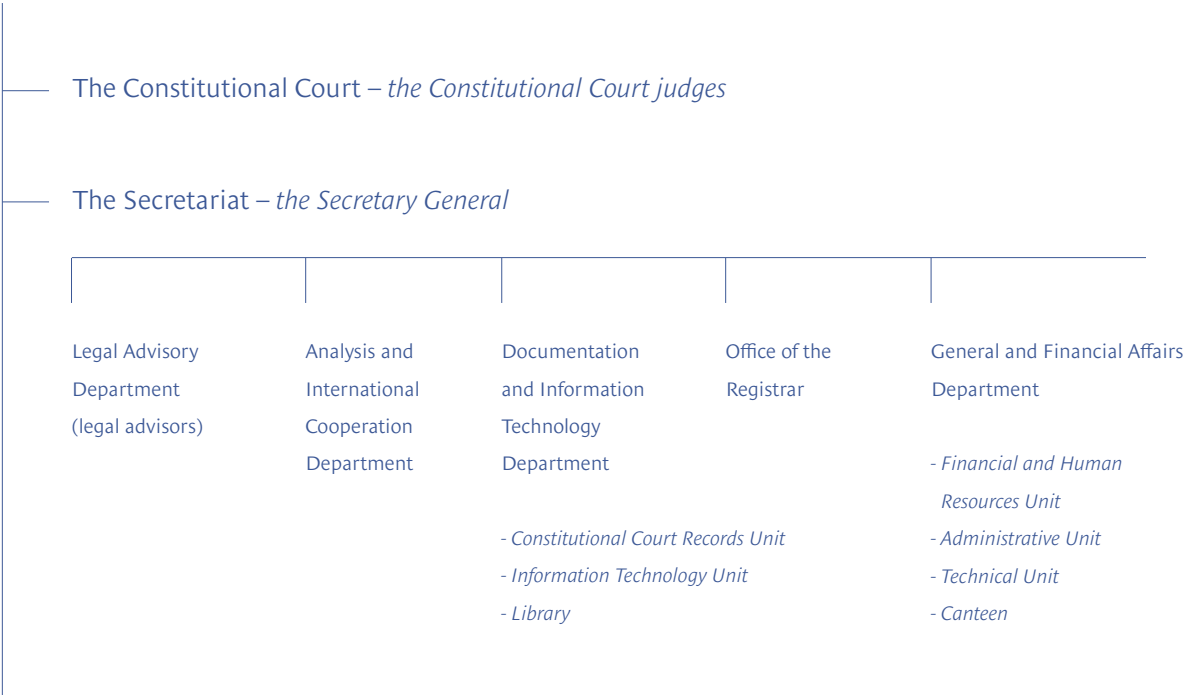 The Constitutional Court – the Constitutional Court judges
The Secretariat – the Secretary General
Legal Advisory
Department
(legal advisors)
Analysis and
International
Cooperation
Department
Documentation
and Information
Technology
Department
- Constitutional Court Records Unit
- Information Technology Unit
- Library
Office of the
Registrar
General and Financial Affairs
Department
- Financial and Human
Resources Unit
- Administrative Unit
- Technical Unit
- Canteen